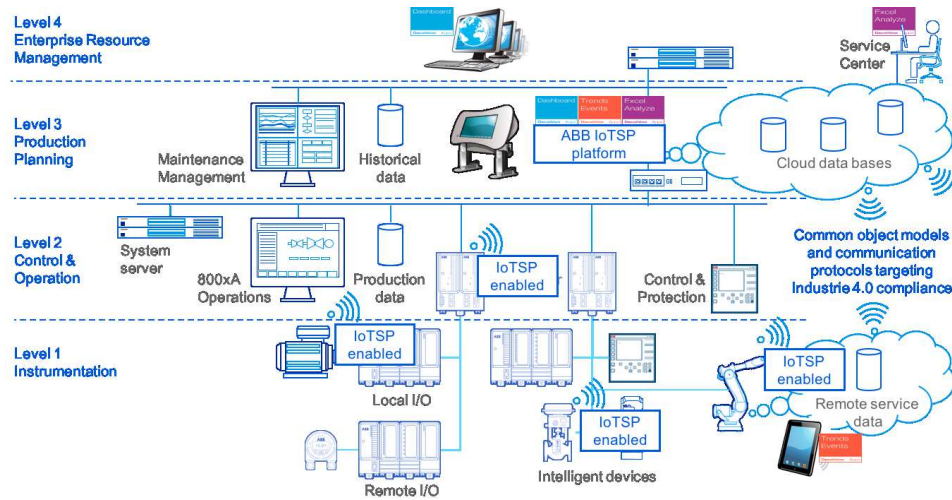 Level 4
Enterprise Resource
Management
Dashboard
Excel
Analyze
Service
Center
Level 3
Production
Planning
Maintenance
Management
Historical
data
Dashboard
Trends
Events
Excel
Analyze
ABB IoTSP
platform
Cloud data bases
Level 2
Control &
Operation
System
server
800xA
Operations
Production
data
IoTSP
enabled
Control &
Protection
Common object models
and communication
protocols targeting
Industrie 4.0 compliance
Level 1
Instrumentation
IoTSP
enabled
Local I/O
Remote I/O
IoTSP
enabled
Intelligent devices
IoTSP
enabled
Remote service
data
Trends
Events